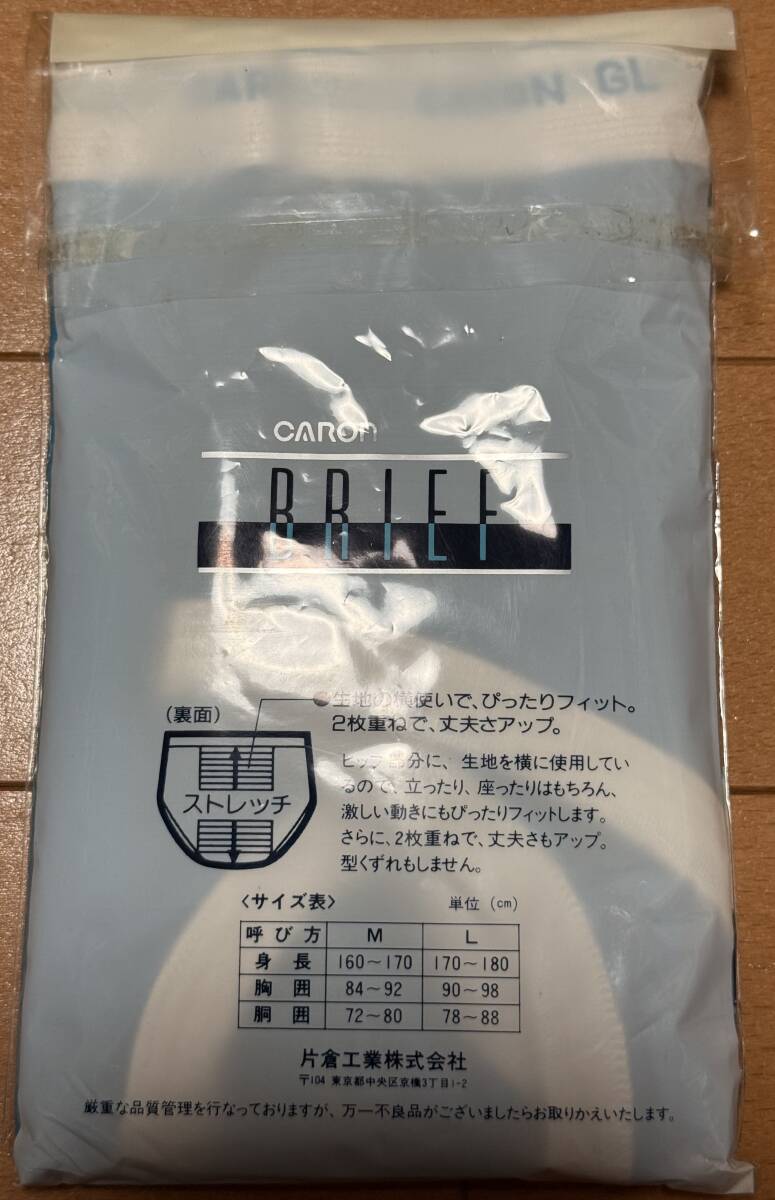 GL
CARON
BRIEF
生地の横使いで、ぴったりフィット。
2枚重ねで、丈夫さアップ。
(裏面)
ストレッチ
ヒップ部分に、生地を横に使用してい
るので、立ったり、座ったりはもちろん、
激しい動きにもぴったりフィットします。
さらに、2枚重ねで、丈夫さもアップ。
型くずれもしません。
〈サイズ表〉 単位 (cm)
呼び方 M L
身長 160～170 170～180
胸囲 84～92 90～98
胴囲 72～80 78～88
片倉工業株式会社
〒104 東京都中央区京橋3丁目1-2
厳重な品質管理を行なっておりますが、万一不良品がございましたらお取りかえいたします。